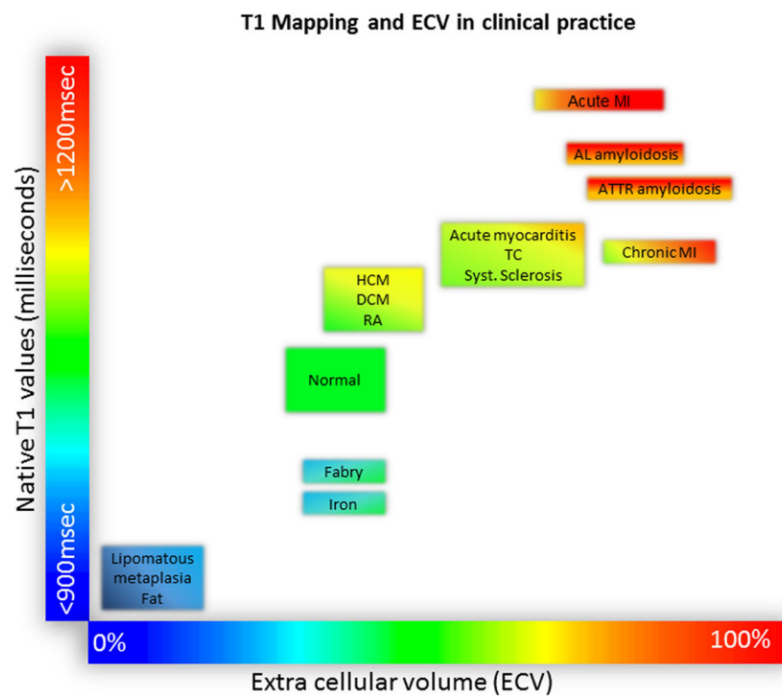 T1 Mapping and ECV in clinical practice
Acute MI
AL amyloidosis
ATTR amyloidosis
Acute myocarditis
TC
Syst. Sclerosis
Chronic MI
HCM
DCM
RA
Normal
Fabry
Iron
Lipomatous
metaplasia
Fat
Native T1 values (milliseconds)
>1200msec
<900msec
0%
100%
Extra cellular volume (ECV)